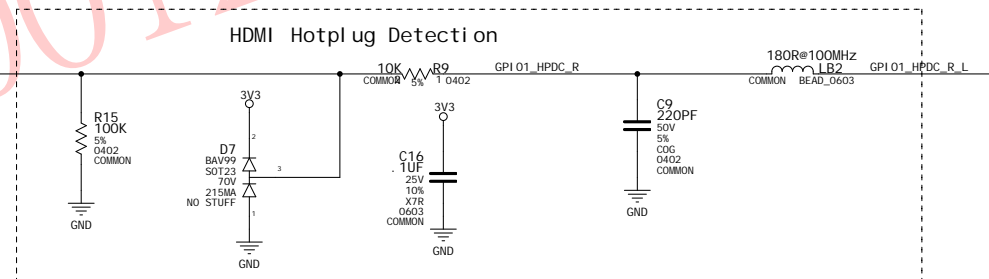 HDMI Hotplug Detection
180R@100MHz
10K R9 GPIO1_HPDC_R LB2 GPIO1_HPDC_R_L
COMMON 2 5% 1 0402 COMMON BEAD_0603
R15
100K
5%
0402
COMMON
3V3
2
D7
BAV99
SOT23
70V
215MA
NO STUFF
3
1
GND
GND
3V3
C16
.1UF
25V
10%
X7R
0603
COMMON
GND
C9
220PF
50V
5%
COG
0402
COMMON
GND